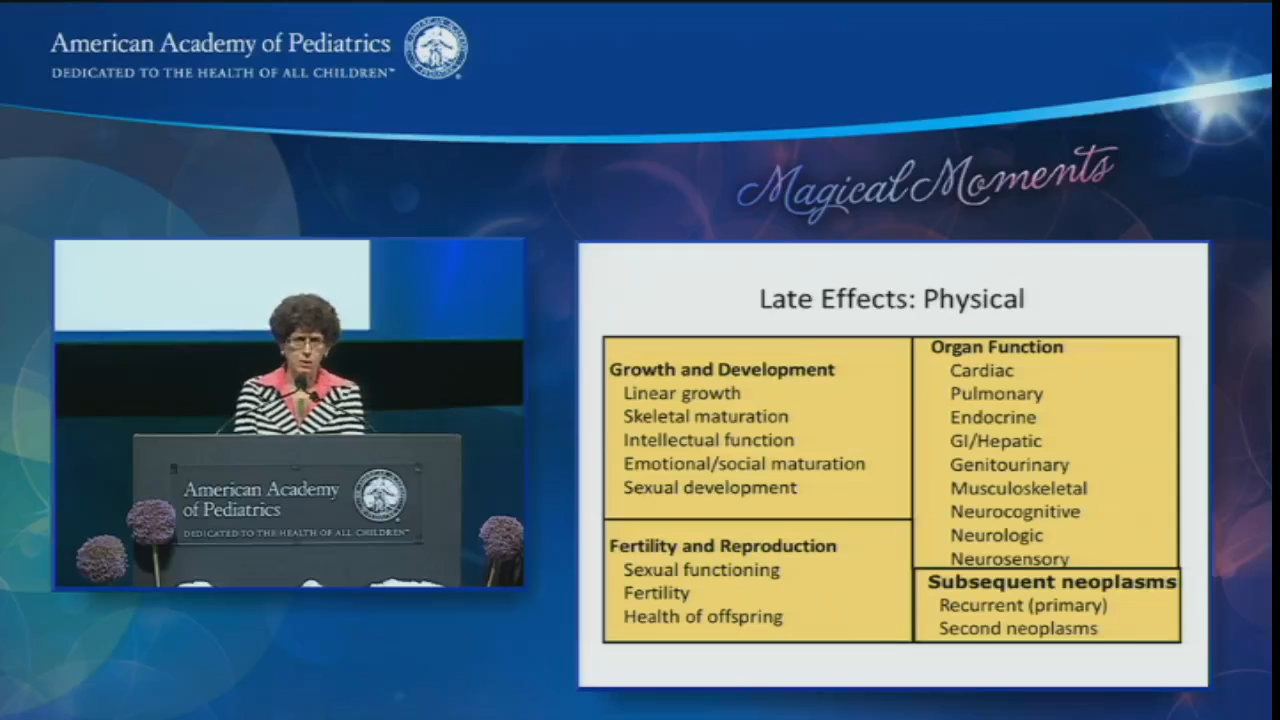 American Academy of Pediatrics
DEDICATED TO THE HEALTH OF ALL CHILDREN™
Magical Moments
American Academy
of Pediatrics
DEDICATED TO THE HEALTH OF ALL CHILDREN™
Late Effects: Physical
Growth and Development
Linear growth
Skeletal maturation
Intellectual function
Emotional/social maturation
Sexual development
Fertility and Reproduction
Sexual functioning
Fertility
Health of offspring
Organ Function
Cardiac
Pulmonary
Endocrine
GI/Hepatic
Genitourinary
Musculoskeletal
Neurocognitive
Neurologic
Neurosensory
Subsequent neoplasms
Recurrent (primary)
Second neoplasms